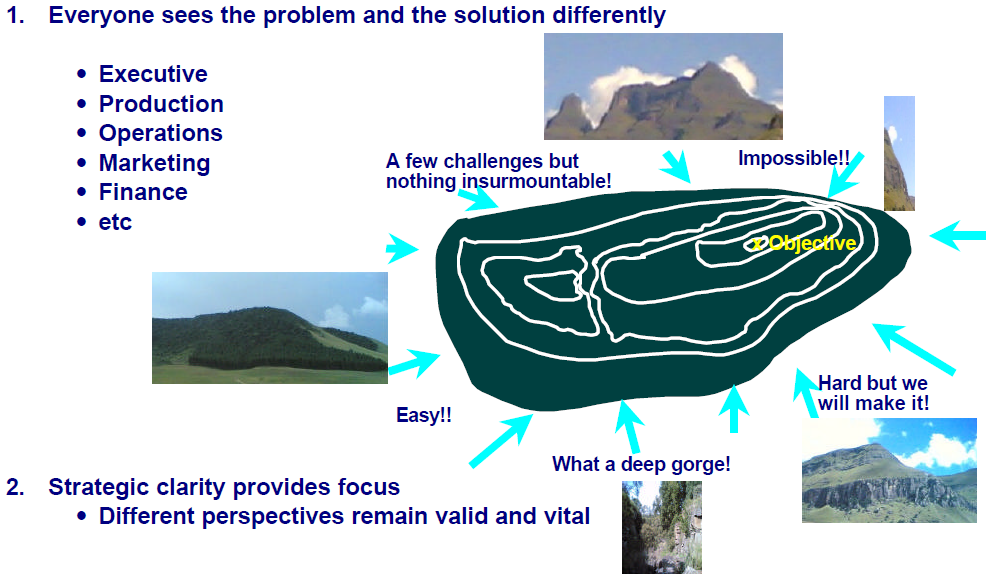 1. Everyone sees the problem and the solution differently
• Executive
• Production
• Operations
• Marketing
• Finance
• etc
A few challenges but
nothing insurmountable!
Impossible!!
x Objective
Easy!!
Hard but we
will make it!
What a deep gorge!
2. Strategic clarity provides focus
• Different perspectives remain valid and vital